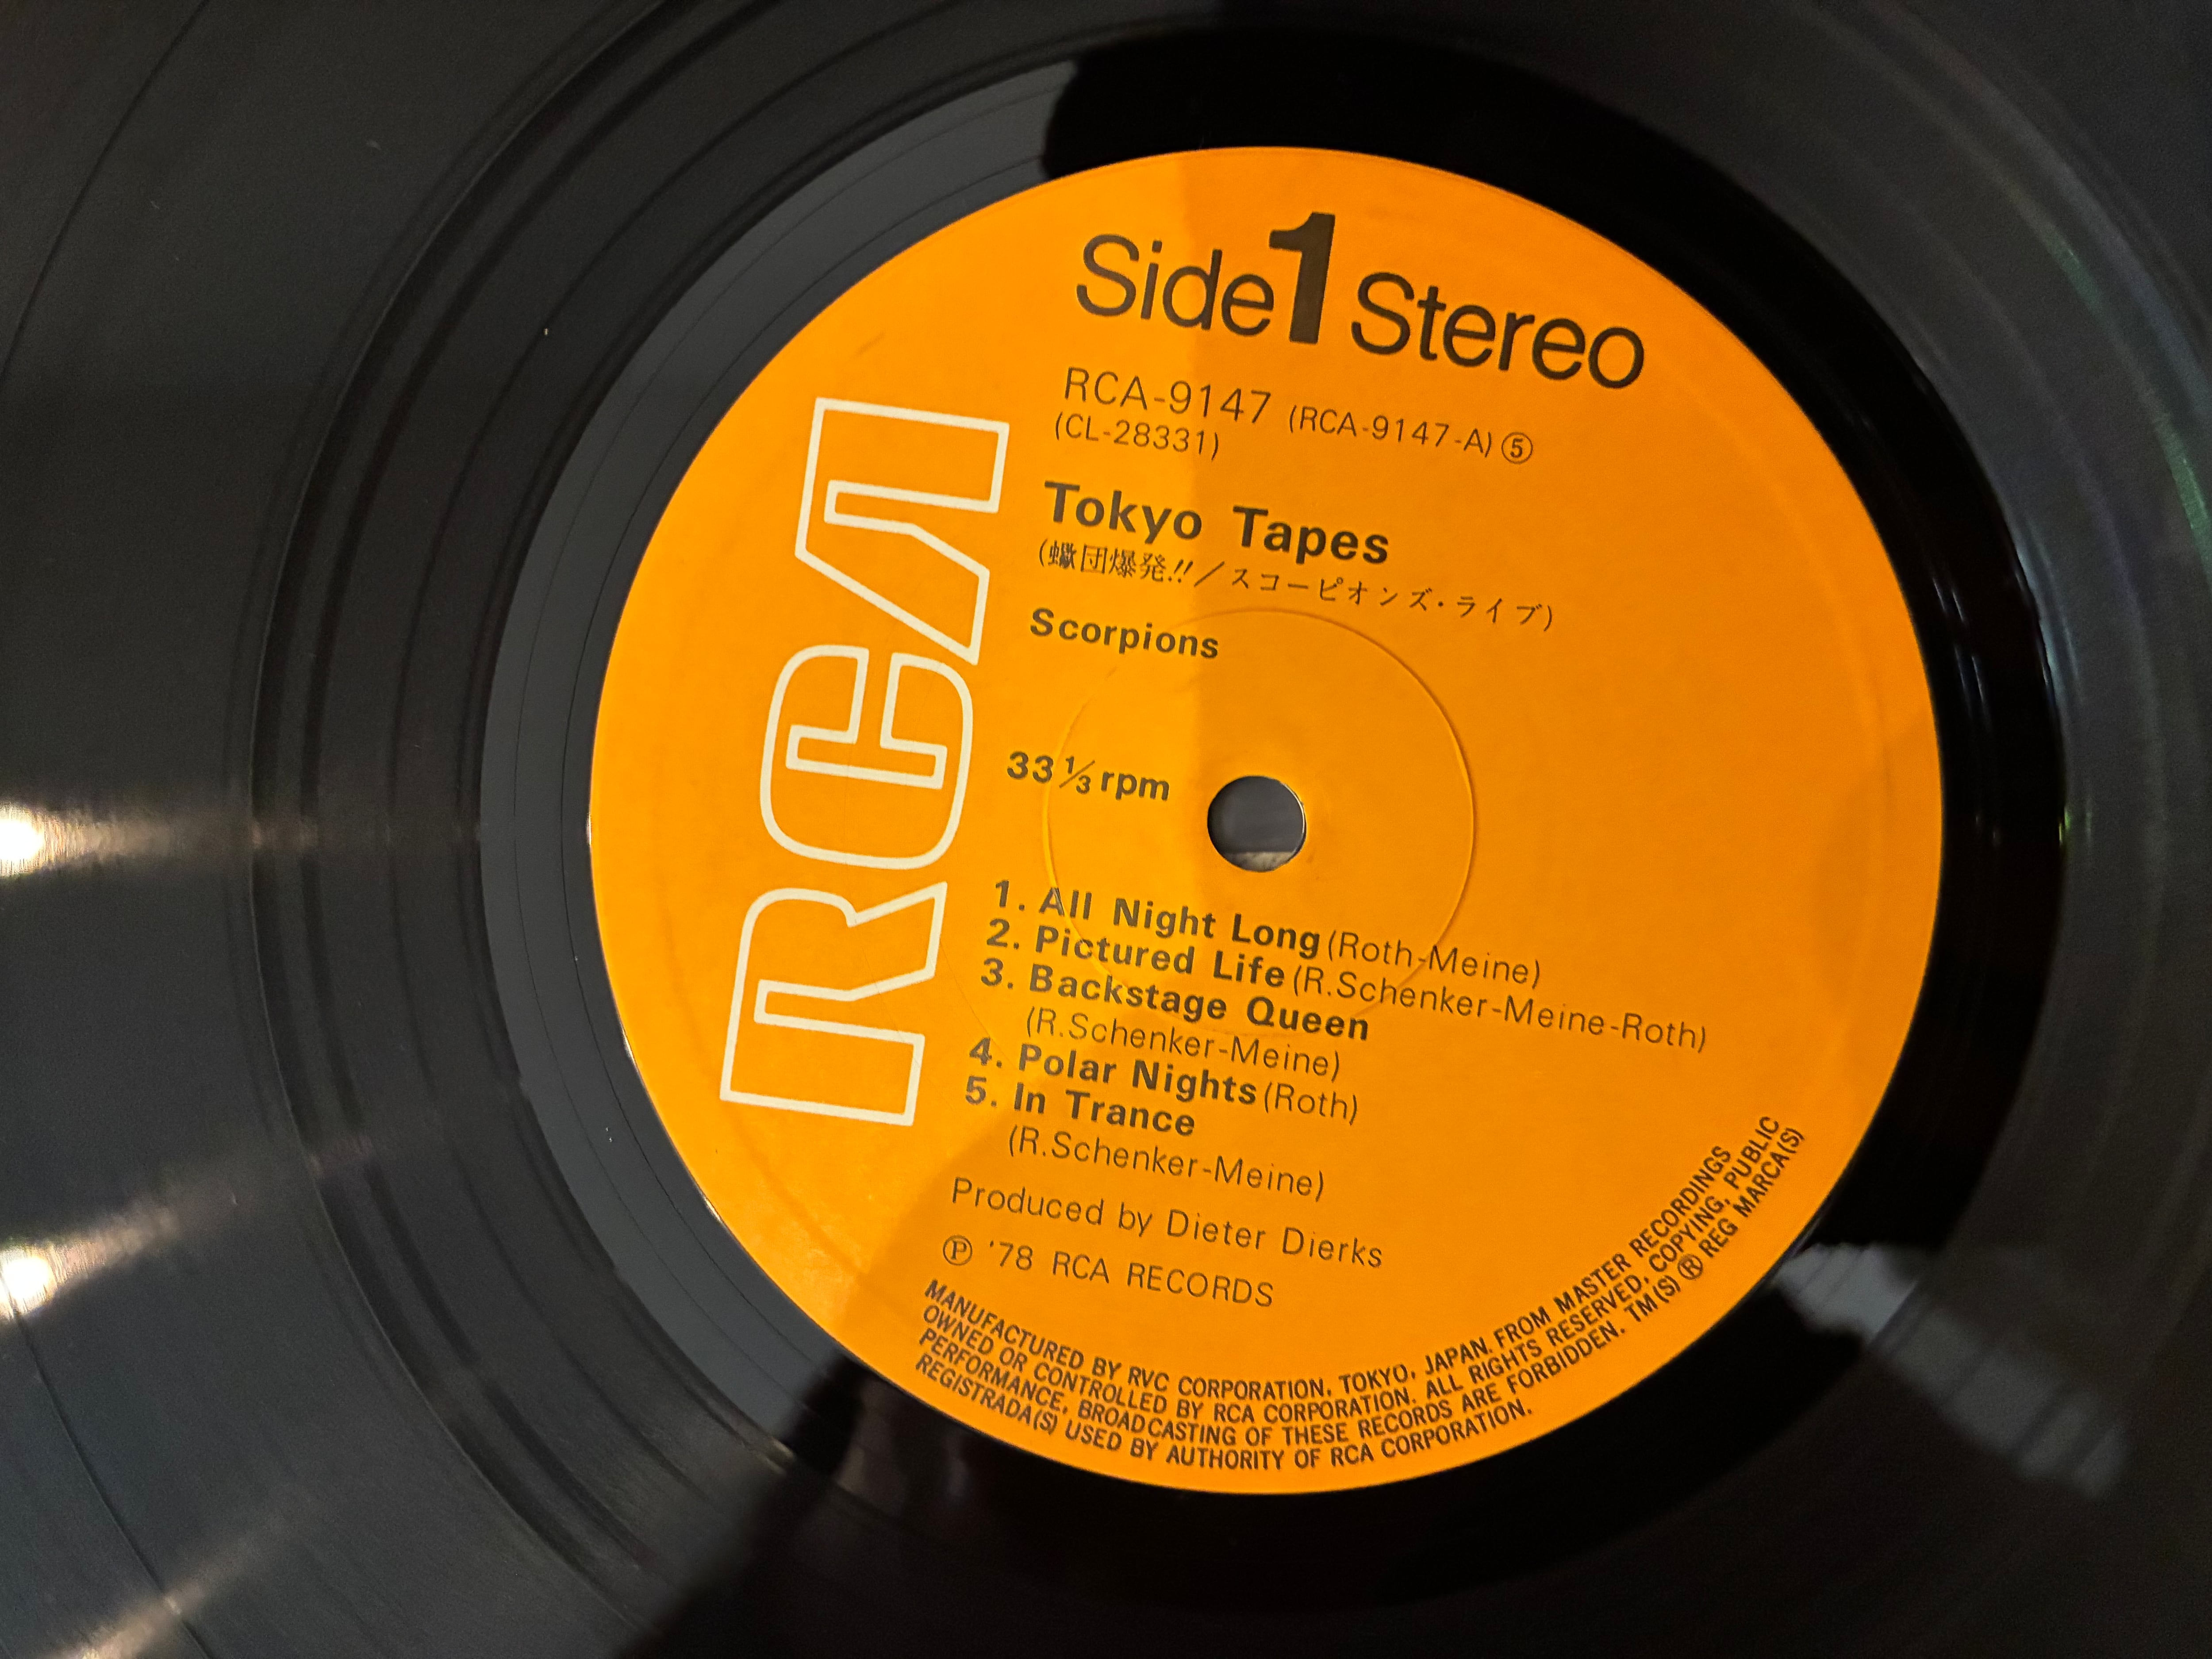 Side 1 Stereo
RCA-9147 (RCA-9147-A) ⑤
(CL-28331)
Tokyo Tapes
(蠍団爆発!!／スコーピオンズ・ライブ)
Scorpions
RCA
33 1/3 rpm
1. All Night Long (Roth-Meine)
2. Pictured Life (R.Schenker-Meine-Roth)
3. Backstage Queen
(R.Schenker-Meine)
4. Polar Nights (Roth)
5. In Trance
(R.Schenker-Meine)
Produced by Dieter Dierks
Ⓟ '78 RCA RECORDS
MANUFACTURED BY RVC CORPORATION, TOKYO, JAPAN. FROM MASTER RECORDINGS
OWNED OR CONTROLLED BY RCA CORPORATION. ALL RIGHTS RESERVED, COPYING, PUBLIC
PERFORMANCE, BROADCASTING OF THESE RECORDS ARE FORBIDDEN. TM(S) ® REG MARCA(S)
REGISTRADA(S) USED BY AUTHORITY OF RCA CORPORATION.